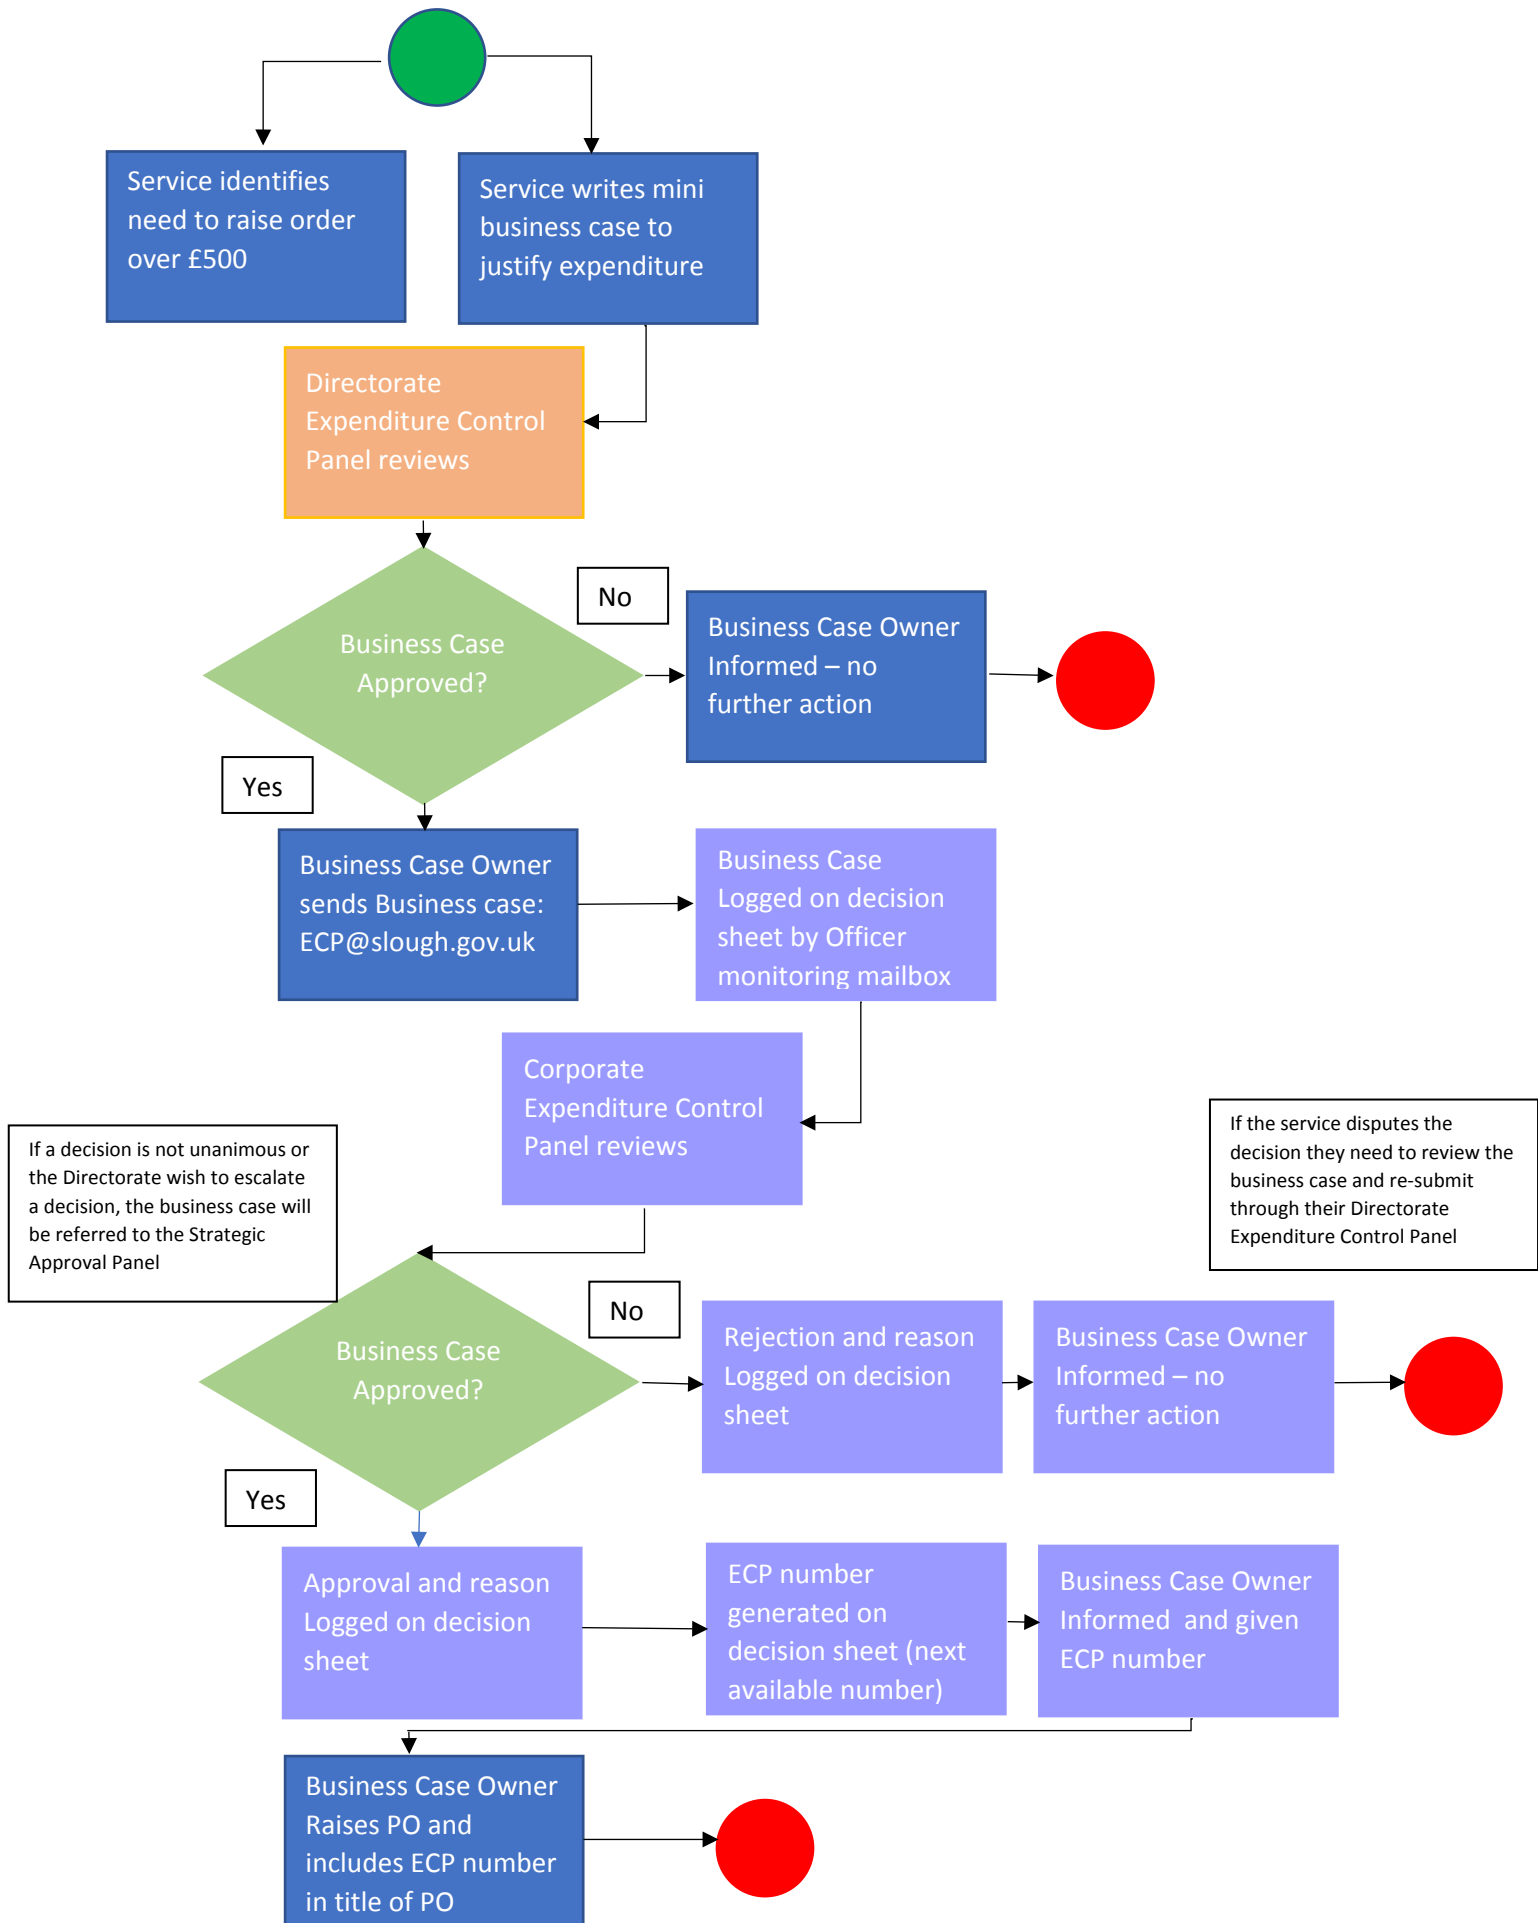 Service identifies
need to raise order
over £500
Service writes mini
business case to
justify expenditure
Directorate
Expenditure Control
Panel reviews
No
Business Case
Approved?
Business Case Owner
Informed – no
further action
Yes
Business Case Owner
sends Business case:
ECP@slough.gov.uk
Business Case
Logged on decision
sheet by Officer
monitoring mailbox
Corporate
Expenditure Control
Panel reviews
If a decision is not unanimous or
the Directorate wish to escalate
a decision, the business case will
be referred to the Strategic
Approval Panel
If the service disputes the
decision they need to review the
business case and re-submit
through their Directorate
Expenditure Control Panel
No
Business Case
Approved?
Rejection and reason
Logged on decision
sheet
Business Case Owner
Informed – no
further action
Yes
Approval and reason
Logged on decision
sheet
ECP number
generated on
decision sheet (next
available number)
Business Case Owner
Informed  and given
ECP number
Business Case Owner
Raises PO and
includes ECP number
in title of PO